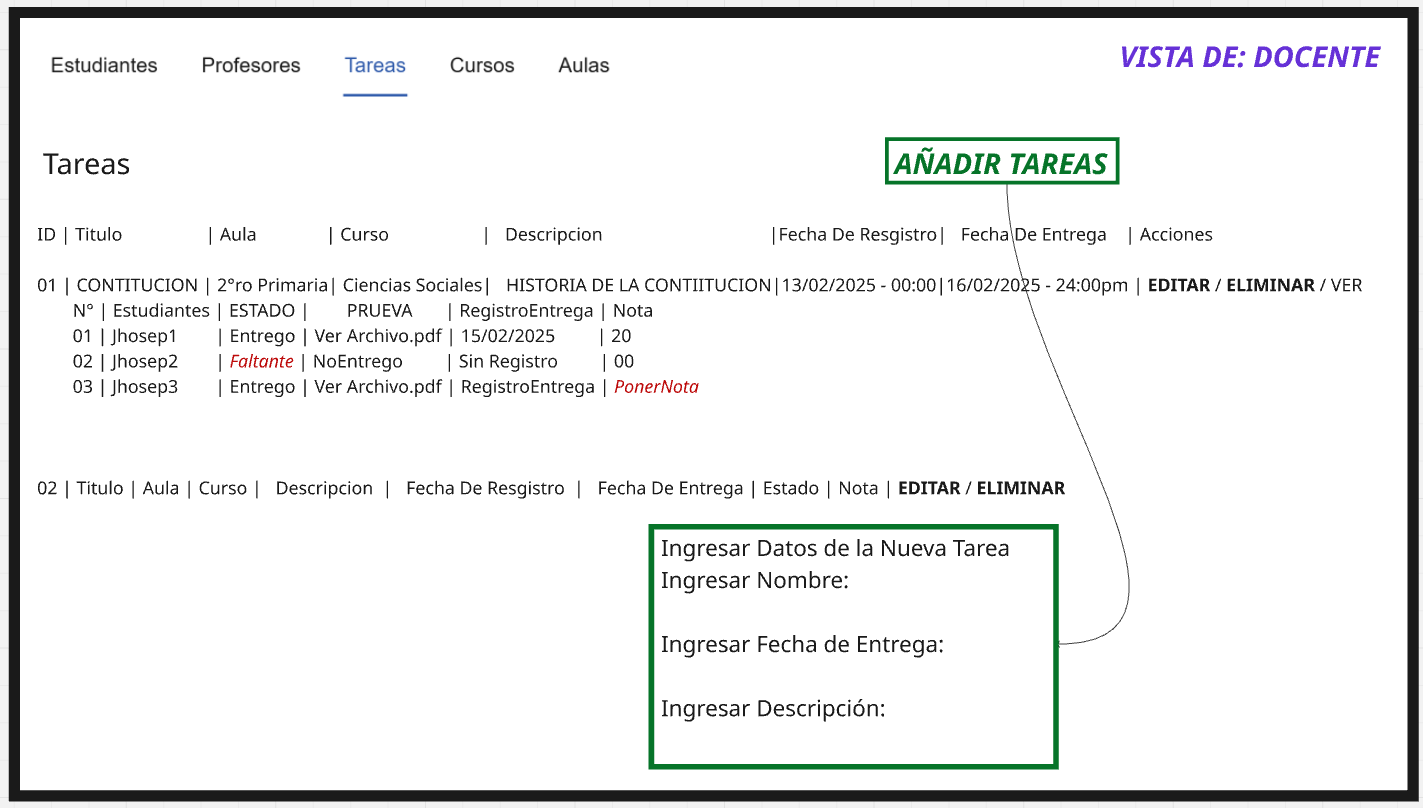 Estudiantes Profesores Tareas Cursos Aulas
VISTA DE: DOCENTE
Tareas
AÑADIR TAREAS
ID | Titulo | Aula | Curso | Descripcion |Fecha De Resgistro| Fecha De Entrega | Acciones
01 | CONTITUCION | 2°ro Primaria| Ciencias Sociales| HISTORIA DE LA CONTIITUCION|13/02/2025 - 00:00|16/02/2025 - 24:00pm | EDITAR / ELIMINAR / VER
N° | Estudiantes | ESTADO | PRUEVA | RegistroEntrega | Nota
01 | Jhosep1 | Entrego | Ver Archivo.pdf | 15/02/2025 | 20
02 | Jhosep2 | Faltante | NoEntrego | Sin Registro | 00
03 | Jhosep3 | Entrego | Ver Archivo.pdf | RegistroEntrega | PonerNota
02 | Titulo | Aula | Curso | Descripcion | Fecha De Resgistro | Fecha De Entrega | Estado | Nota | EDITAR / ELIMINAR
Ingresar Datos de la Nueva Tarea
Ingresar Nombre:
Ingresar Fecha de Entrega:
Ingresar Descripción: